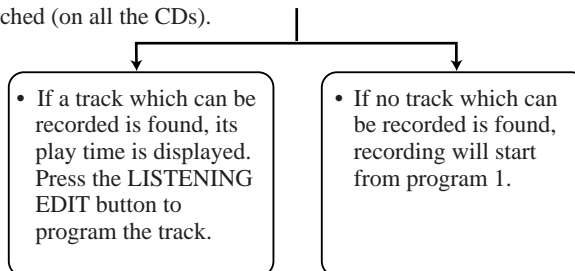 ched (on all the CDs).
• If a track which can be
recorded is found, its
play time is displayed.
Press the LISTENING
EDIT button to
program the track.
• If no track which can
be recorded is found,
recording will start
from program 1.